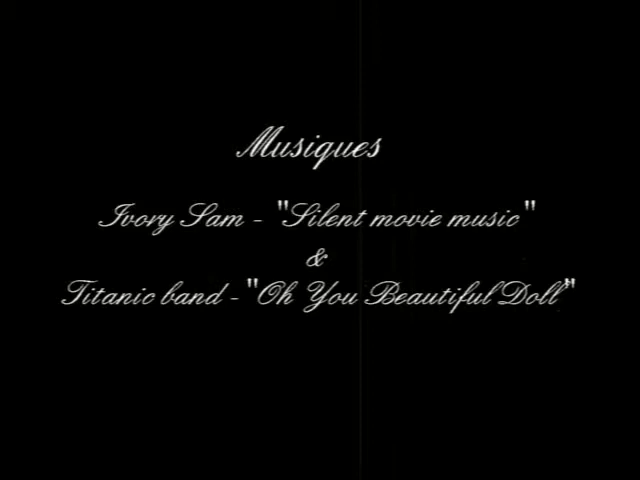 Musiques
Ivory Sam - "Silent movie music"
&
Titanic band - "Oh You Beautiful Doll"